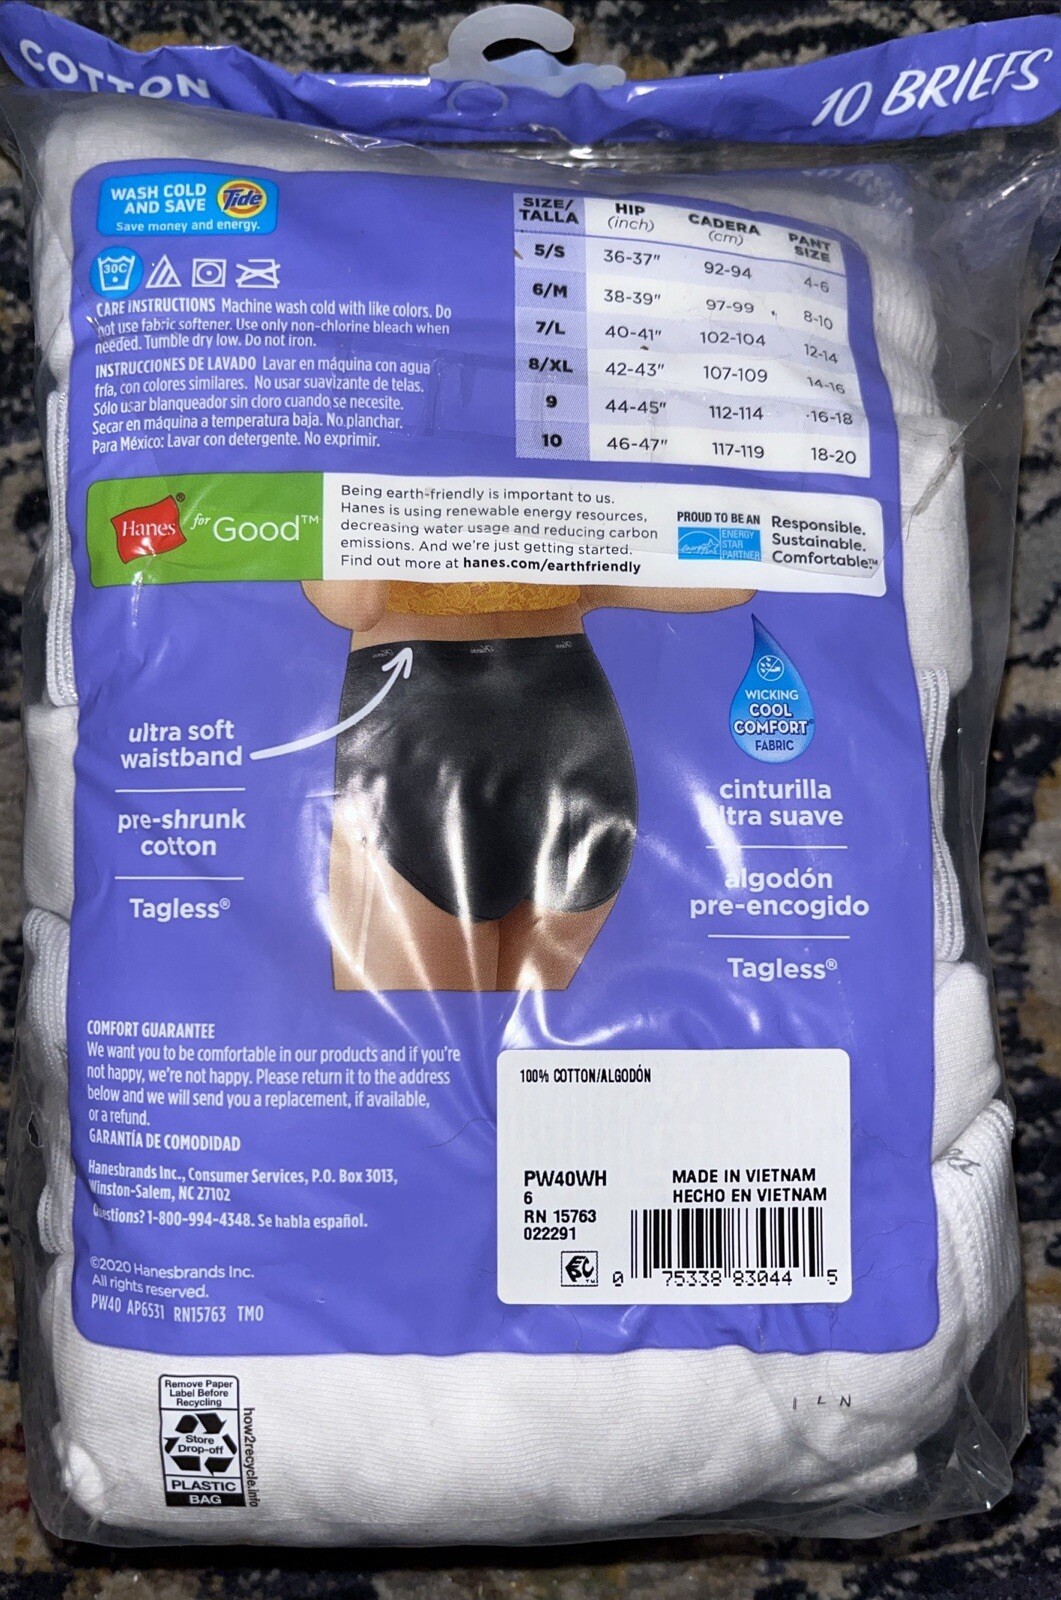 COTTON
10 BRIEFS
WASH COLD
AND SAVE
Tide
Save money and energy.
30C
CARE INSTRUCTIONS Machine wash cold with like colors. Do
not use fabric softener. Use only non-chlorine bleach when
needed. Tumble dry low. Do not iron.
INSTRUCCIONES DE LAVADO Lavar en máquina con agua
fría, con colores similares. No usar suavizante de telas.
Sólo usar blanqueador sin cloro cuando se necesite.
Secar en máquina a temperatura baja. No planchar.
Para México: Lavar con detergente. No exprimir.
SIZE/ TALLA HIP (inch) CADERA (cm) PANT SIZE
5/S 36-37" 92-94 4-6
6/M 38-39" 97-99 8-10
7/L 40-41" 102-104 12-14
8/XL 42-43" 107-109 14-16
9 44-45" 112-114 16-18
10 46-47" 117-119 18-20
Hanes® for Good™
Being earth-friendly is important to us.
Hanes is using renewable energy resources,
decreasing water usage and reducing carbon
emissions. And we're just getting started.
Find out more at hanes.com/earthfriendly
PROUD TO BE AN
ENERGY
STAR
PARTNER
Responsible.
Sustainable.
Comfortable.™
ultra soft
waistband
pre-shrunk
cotton
Tagless®
WICKING
COOL
COMFORT
FABRIC
cinturilla
ltra suave
algodón
pre-encogido
Tagless®
COMFORT GUARANTEE
We want you to be comfortable in our products and if you're
not happy, we're not happy. Please return it to the address
below and we will send you a replacement, if available,
or a refund.
GARANTÍA DE COMODIDAD
Hanesbrands Inc., Consumer Services, P.O. Box 3013,
Winston-Salem, NC 27102
Questions? 1-800-994-4348. Se habla español.
©2020 Hanesbrands Inc.
All rights reserved.
PW40 AP6531 RN15763 TMO
100% COTTON/ALGODÓN
PW40WH
6
RN 15763
022291
MADE IN VIETNAM
HECHO EN VIETNAM
0 75338 83044 5
Remove Paper
Label Before
Recycling
Store
Drop-off
PLASTIC
BAG
how2recycle.info